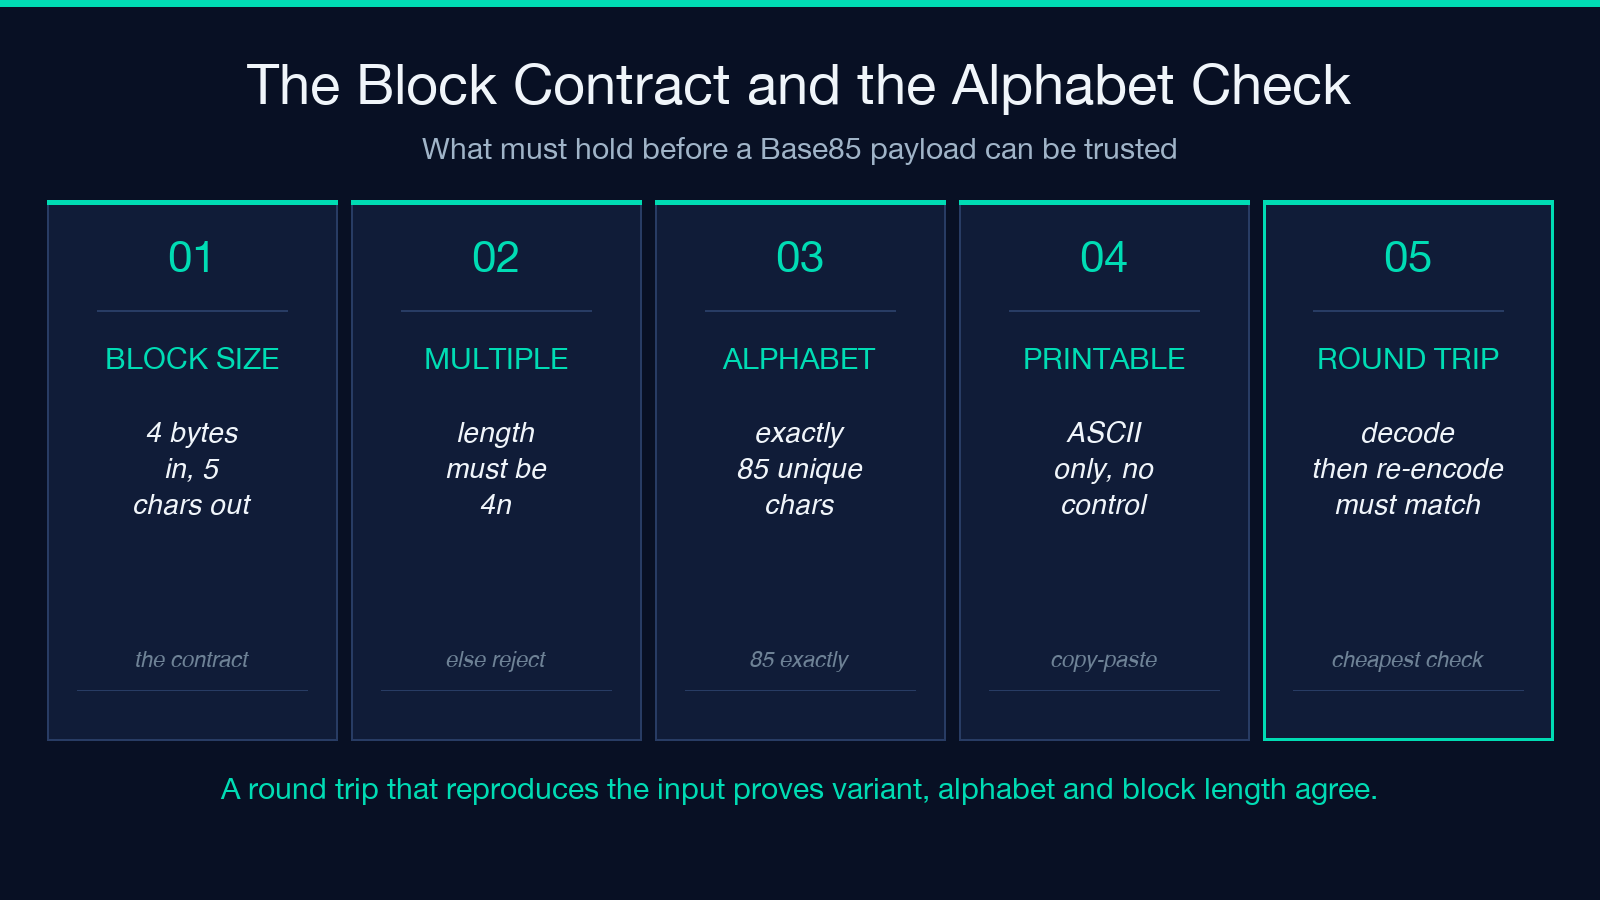 The Block Contract and the Alphabet Check
What must hold before a Base85 payload can be trusted
01
BLOCK SIZE
4 bytes
in, 5
chars out
the contract
02
MULTIPLE
length
must be
4n
else reject
03
ALPHABET
exactly
85 unique
chars
85 exactly
04
PRINTABLE
ASCII
only, no
control
copy-paste
05
ROUND TRIP
decode
then re-encode
must match
cheapest check
A round trip that reproduces the input proves variant, alphabet and block length agree.